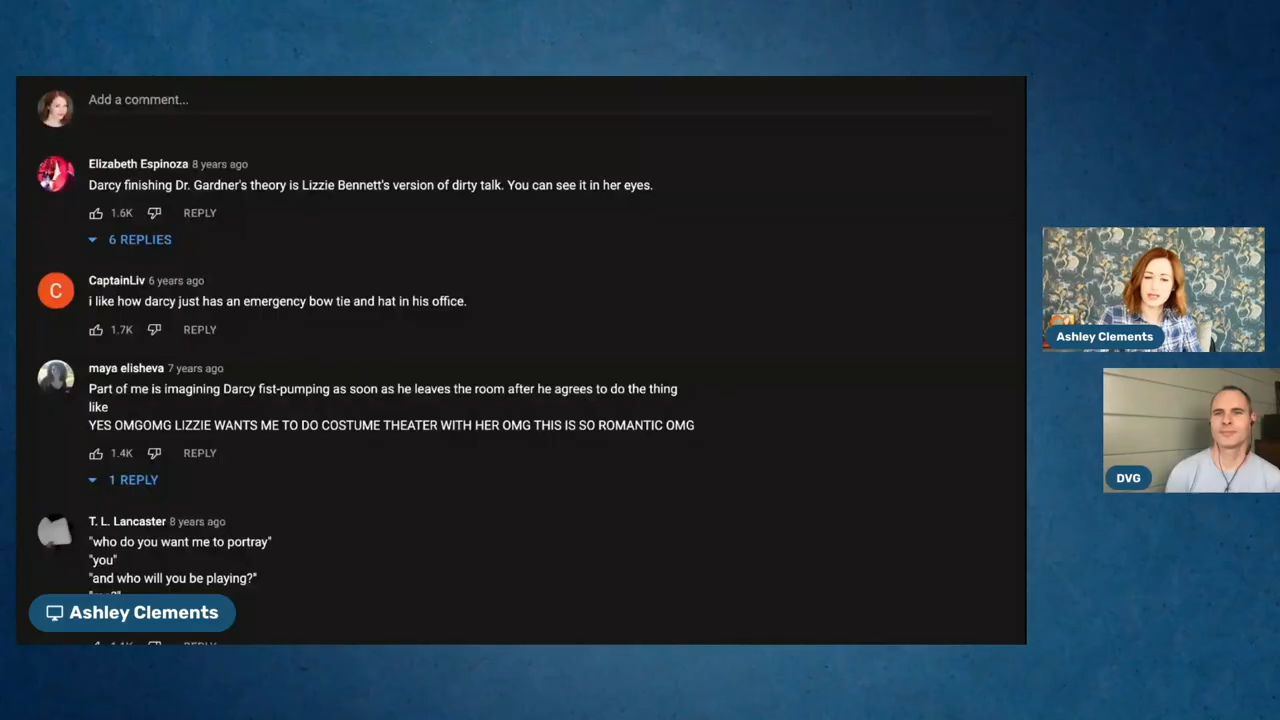 Add a comment...
Elizabeth Espinoza 8 years ago
Darcy finishing Dr. Gardner's theory is Lizzie Bennett's version of dirty talk. You can see it in her eyes.
1.6K REPLY
6 REPLIES
C
CaptainLiv 6 years ago
i like how darcy just has an emergency bow tie and hat in his office.
1.7K REPLY
maya elisheva 7 years ago
Part of me is imagining Darcy fist-pumping as soon as he leaves the room after he agrees to do the thing
like
YES OMGOMG LIZZIE WANTS ME TO DO COSTUME THEATER WITH HER OMG THIS IS SO ROMANTIC OMG
1.4K REPLY
1 REPLY
T. L. Lancaster 8 years ago
"who do you want me to portray"
"you"
"and who will you be playing?"
Ashley Clements
REPLY
Ashley Clements
DVG